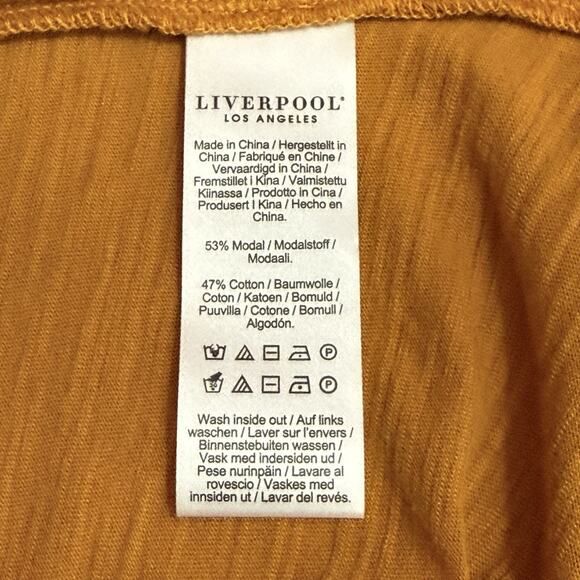 LIVERPOOL®
LOS ANGELES
Made in China / Hergestellt in
China / Fabriqué en Chine /
Vervaardigd in China /
Fremstillet i Kina / Valmistettu
Kiinassa / Prodotto in Cina /
Produsert I Kina / Hecho en
China.
53% Modal / Modalstoff /
Modaali.
47% Cotton / Baumwolle /
Coton / Katoen / Bomuld /
Puuvilla / Cotone / Bomull /
Algodón.
P
P
Wash inside out / Auf links
waschen / Laver sur l'envers /
Binnenstebuiten wassen /
Vask med indersiden ud /
Pese nurinpäin / Lavare al
rovescio / Vaskes med
innsiden ut / Lavar del revés.